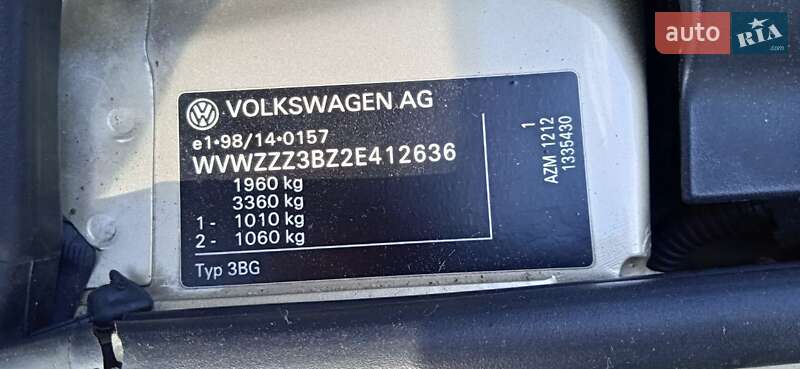 auto RIA
.com
VOLKSWAGEN AG
e1•98/14•0157
WVWZZZ3BZ2E412636
1960 kg
3360 kg
1 - 1010 kg
2 - 1060 kg
Typ 3BG
1
AZM 1212
1335430